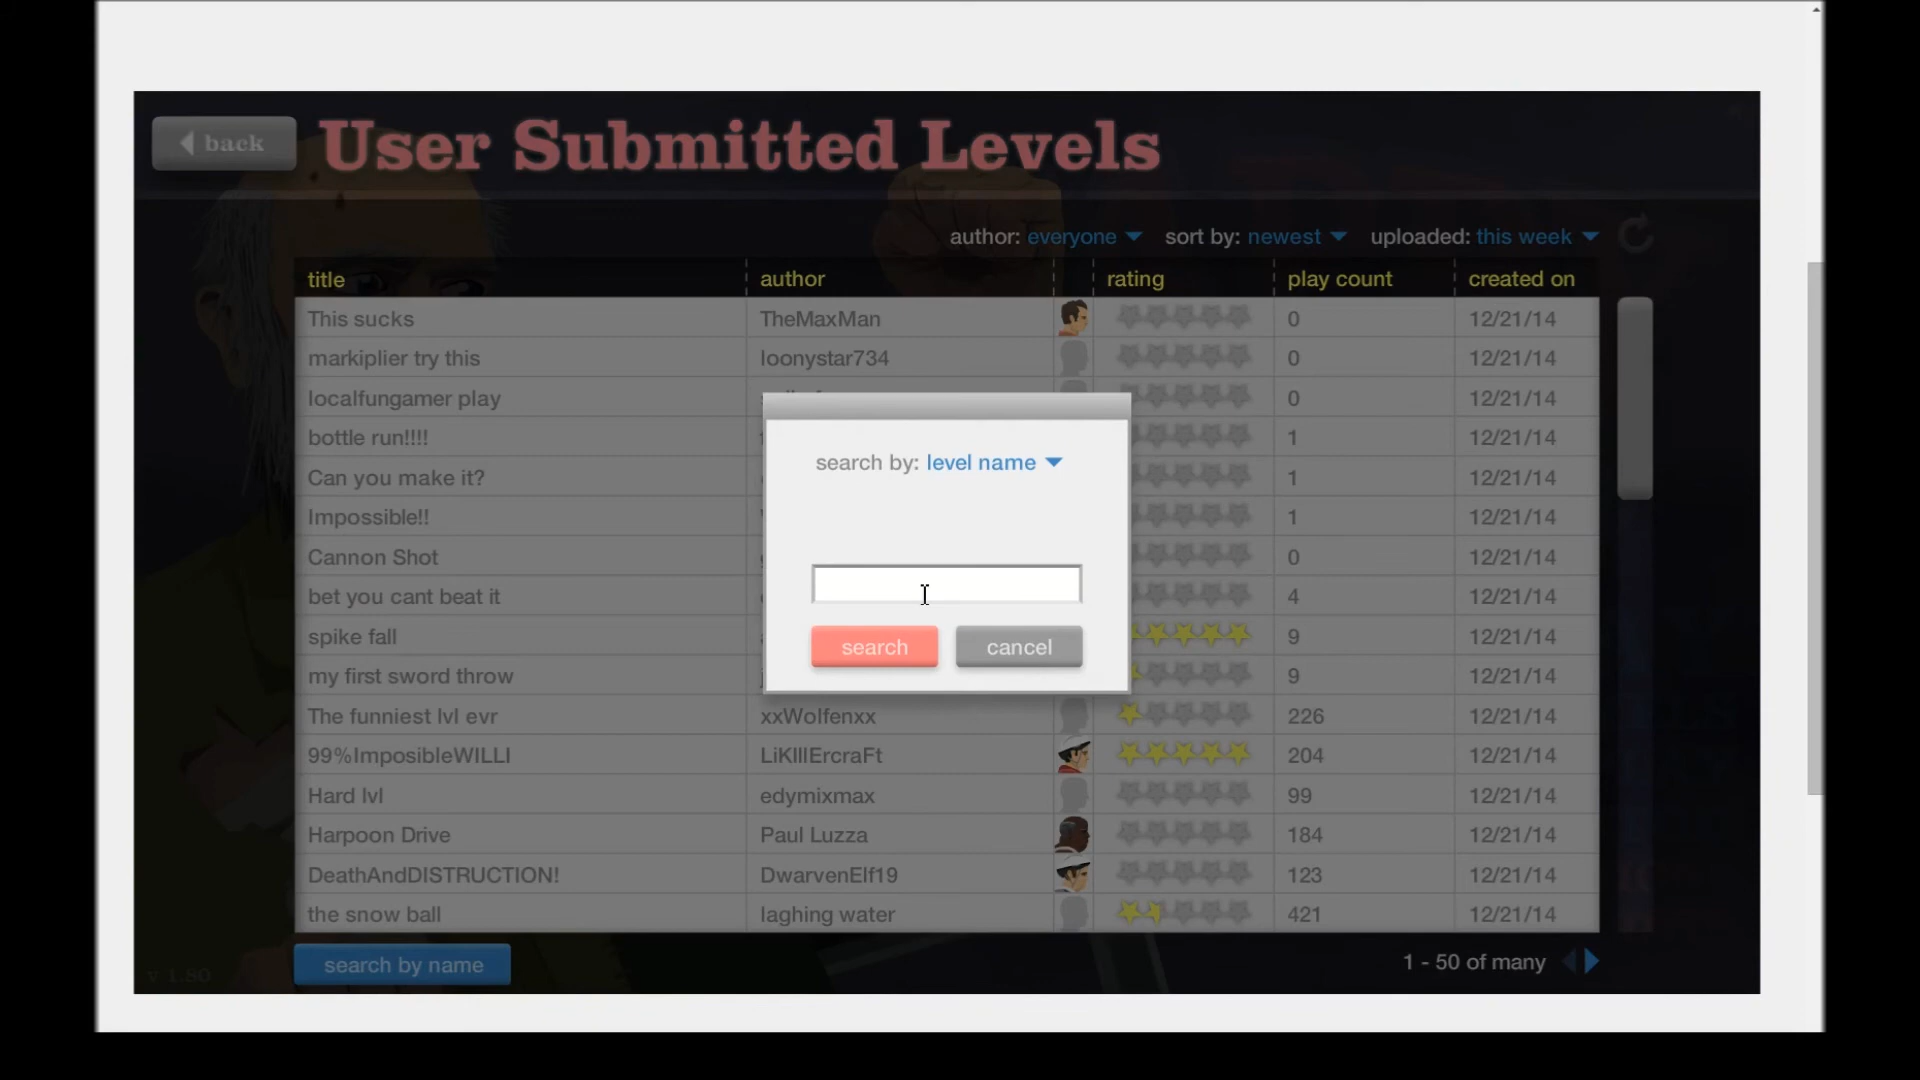 back
User Submitted Levels
author: everyone sort by: newest uploaded: this week
title author rating play count created on
This sucks TheMaxMan 0 12/21/14
markiplier try this loonystar734 0 12/21/14
localfungamer play 0 12/21/14
bottle run!!!! 1 12/21/14
Can you make it? 1 12/21/14
Impossible!! 1 12/21/14
Cannon Shot 0 12/21/14
bet you cant beat it 4 12/21/14
spike fall 9 12/21/14
my first sword throw 9 12/21/14
The funniest lvl evr xxWolfenxx 226 12/21/14
99%ImposibleWILLI LiKIllErcraFt 204 12/21/14
Hard lvl edymixmax 99 12/21/14
Harpoon Drive Paul Luzza 184 12/21/14
DeathAndDISTRUCTION! DwarvenElf19 123 12/21/14
the snow ball laghing water 421 12/21/14
search by: level name
search cancel
v 1.80
search by name
1 - 50 of many